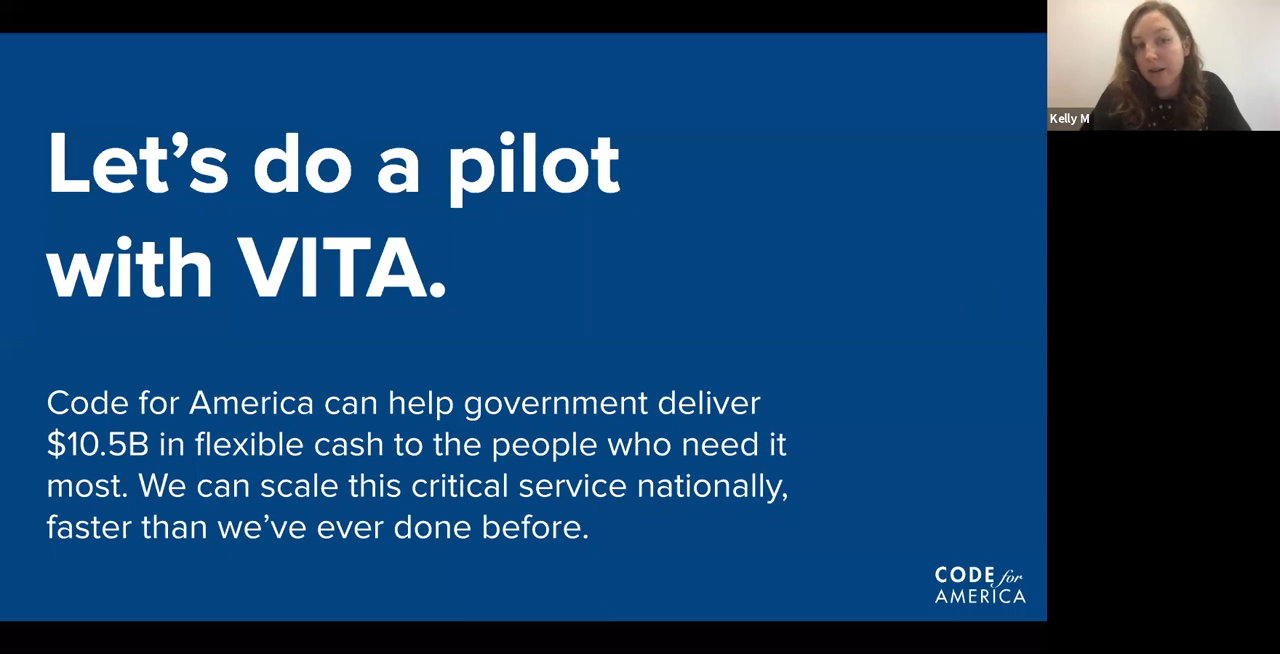 Let’s do a pilot
with VITA.
Code for America can help government deliver
$10.5B in flexible cash to the people who need it
most. We can scale this critical service nationally,
faster than we’ve ever done before.
CODE for
AMERICA
Kelly M